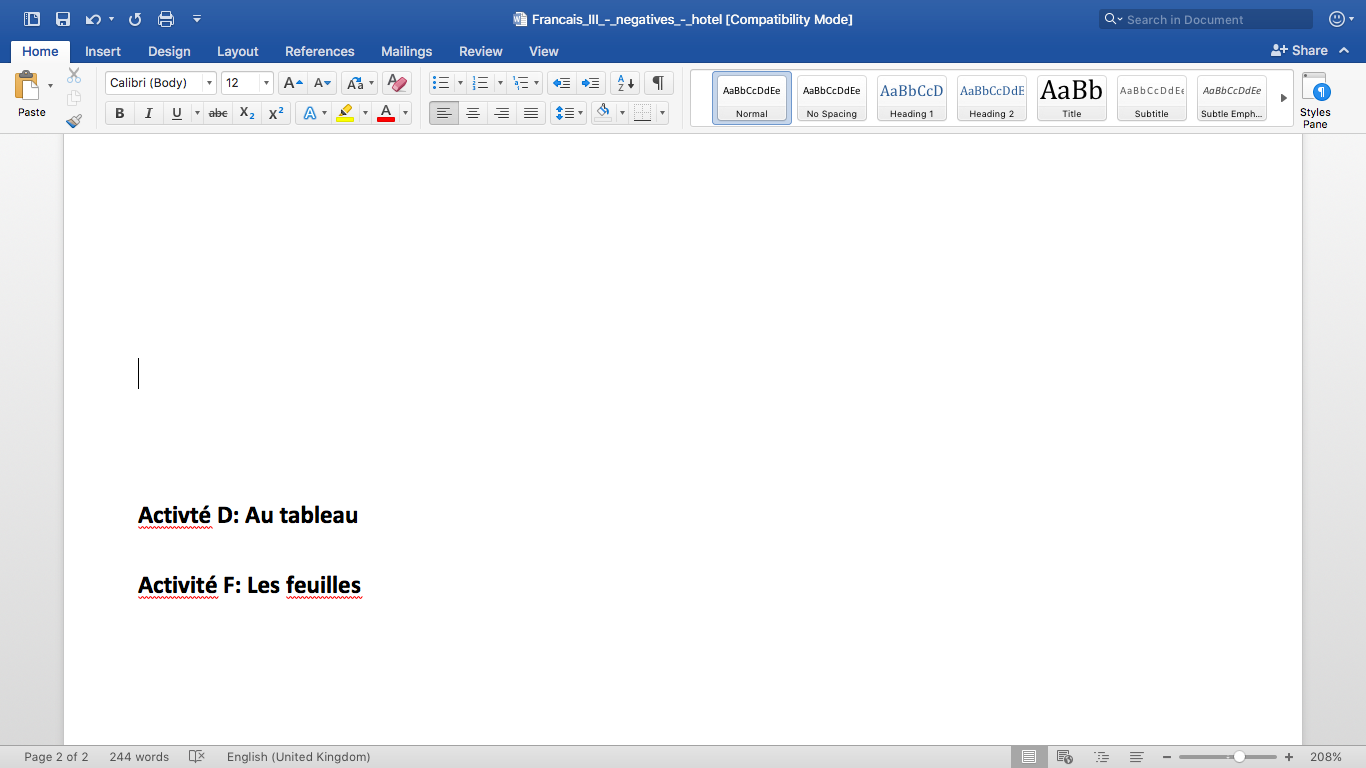 Francais_III_-_negatives_-_hotel [Compatibility Mode]
Search in Document
Home Insert Design Layout References Mailings Review View Share
Paste Calibri (Body) 12
B I U abc X₂ X² A A
AaBbCcDdEe AaBbCcDdEe AaBbCcD AaBbCcDdE AaBb AaBbCcDdEe AaBbCcDdEe
Normal No Spacing Heading 1 Heading 2 Title Subtitle Subtle Emph...
Styles
Pane
Activté D: Au tableau
Activité F: Les feuilles
Page 2 of 2 244 words English (United Kingdom) 208%